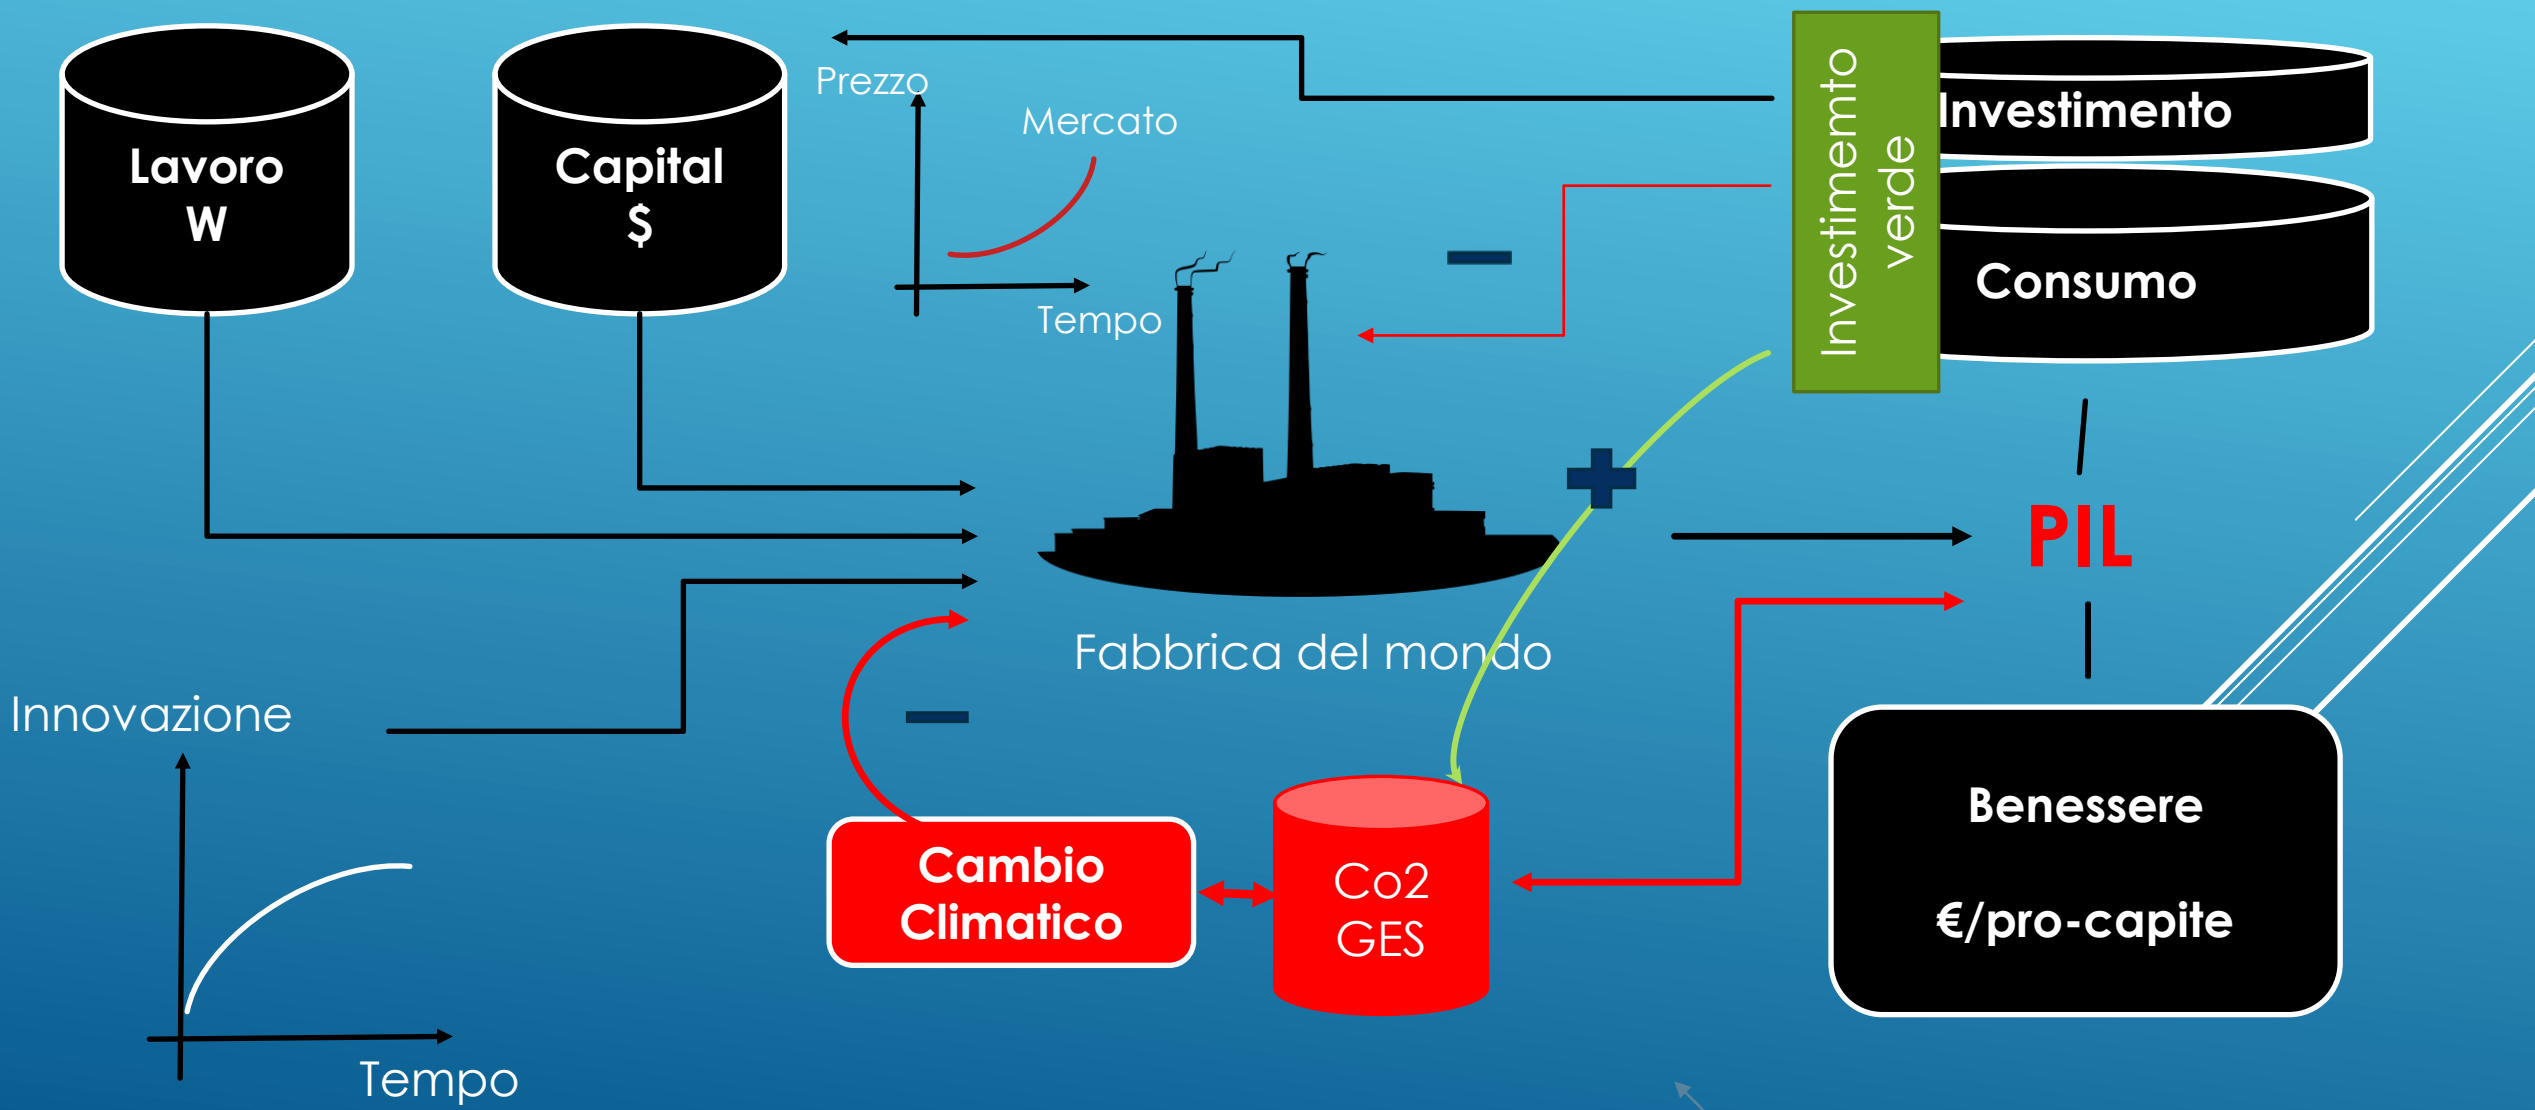 Lavoro
W
Capital
$
Prezzo
Mercato
Tempo
Investimemto
verde
Investimento
Consumo
PIL
Fabbrica del mondo
Innovazione
Tempo
Cambio
Climatico
Co2
GES
Benessere
€/pro-capite